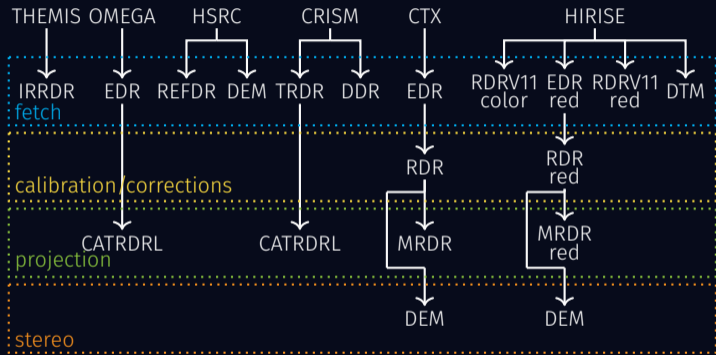 THEMIS OMEGA HSRC CRISM CTX HIRISE
IRRDR EDR REFDR DEM TRDR DDR EDR RDRV11 color EDR red RDRV11 red DTM
fetch
RDR RDR red
calibration/corrections
CATRDRL CATRDRL MRDR MRDR red
projection
DEM DEM
stereo